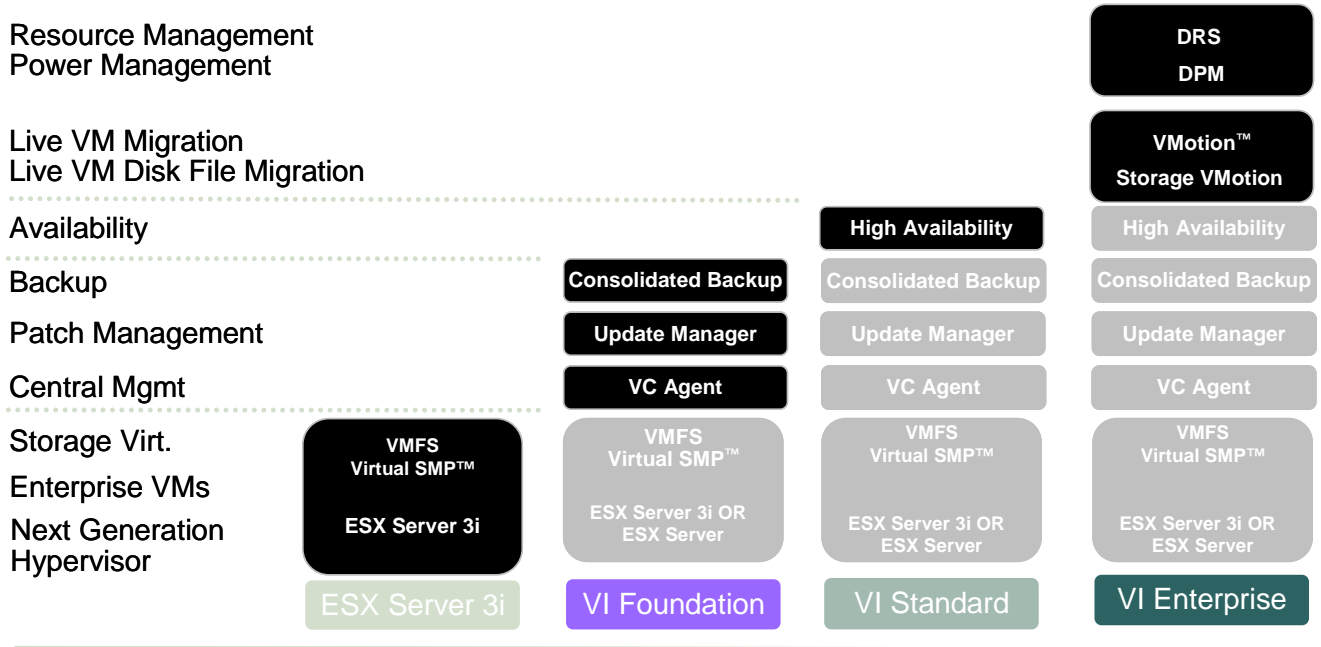 Resource Management
Power Management
DRS
DPM
Live VM Migration
Live VM Disk File Migration
VMotion™
Storage VMotion
Availability
High Availability
High Availability
Backup
Consolidated Backup
Consolidated Backup
Consolidated Backup
Patch Management
Update Manager
Update Manager
Update Manager
Central Mgmt
VC Agent
VC Agent
VC Agent
Storage Virt.
Enterprise VMs
Next Generation
Hypervisor
VMFS
Virtual SMP™
ESX Server 3i
VMFS
Virtual SMP™
ESX Server 3i OR
ESX Server
VMFS
Virtual SMP™
ESX Server 3i OR
ESX Server
VMFS
Virtual SMP™
ESX Server 3i OR
ESX Server
ESX Server 3i
VI Foundation
VI Standard
VI Enterprise